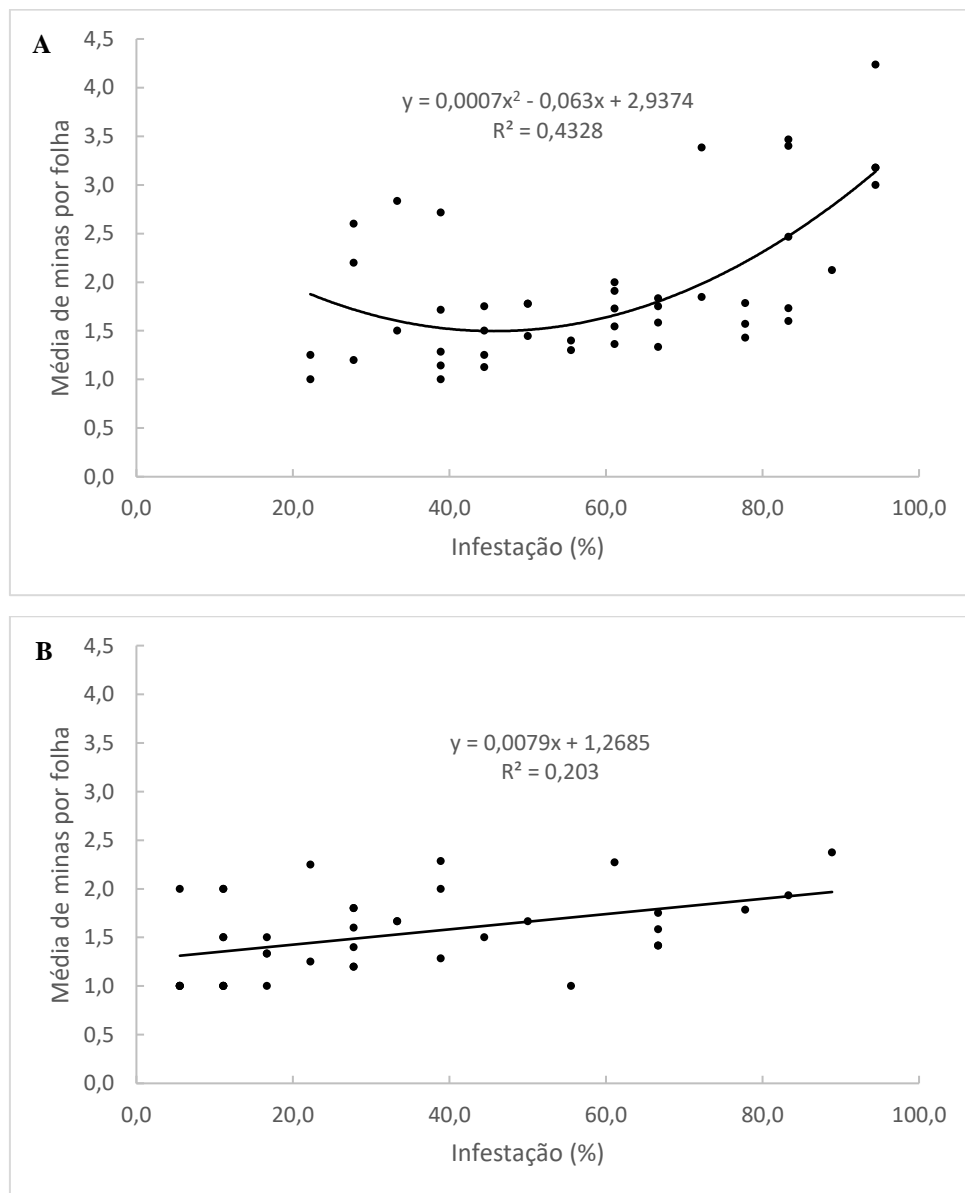 A
4,5
4,0
3,5
3,0
2,5
2,0
1,5
1,0
0,5
0,0
Média de minas por folha
y = 0,0007x² - 0,063x + 2,9374
R² = 0,4328
0,0 20,0 40,0 60,0 80,0 100,0
Infestação (%)
B
4,5
4,0
3,5
3,0
2,5
2,0
1,5
1,0
0,5
0,0
Média de minas por folha
y = 0,0079x + 1,2685
R² = 0,203
0,0 20,0 40,0 60,0 80,0 100,0
Infestação (%)